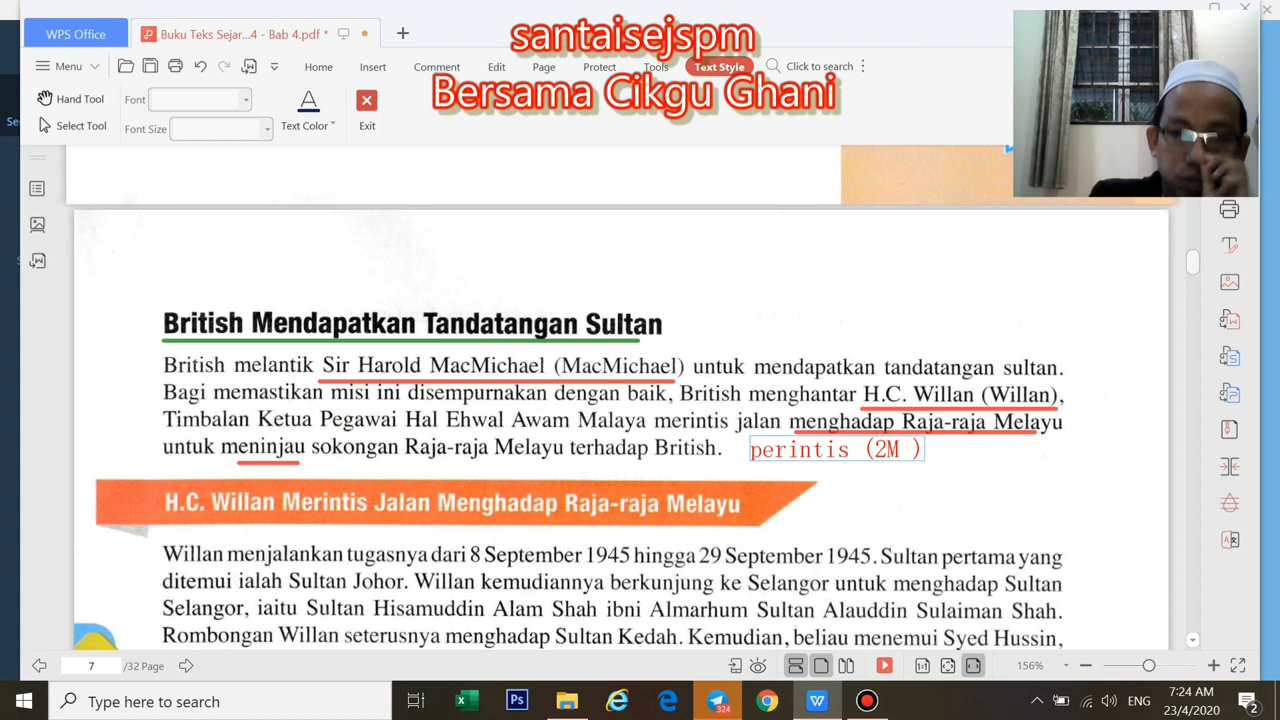 santaisejspm
Bersama Cikgu Ghani
WPS Office
Buku Teks Sejar...4 - Bab 4.pdf *
Menu
Home
Insert
Comment
Edit
Page
Protect
Tools
Text Style
Click to search
Hand Tool
Font
Select Tool
Font Size
Text Color
Exit
British Mendapatkan Tandatangan Sultan
British melantik Sir Harold MacMichael (MacMichael) untuk mendapatkan tandatangan sultan.
Bagi memastikan misi ini disempurnakan dengan baik, British menghantar H.C. Willan (Willan),
Timbalan Ketua Pegawai Hal Ehwal Awam Malaya merintis jalan menghadap Raja-raja Melayu
untuk meninjau sokongan Raja-raja Melayu terhadap British.
perintis (2M )
H.C. Willan Merintis Jalan Menghadap Raja-raja Melayu
Willan menjalankan tugasnya dari 8 September 1945 hingga 29 September 1945. Sultan pertama yang
ditemui ialah Sultan Johor. Willan kemudiannya berkunjung ke Selangor untuk menghadap Sultan
Selangor, iaitu Sultan Hisamuddin Alam Shah ibni Almarhum Sultan Alauddin Sulaiman Shah.
Rombongan Willan seterusnya menghadap Sultan Kedah. Kemudian, beliau menemui Syed Hussin,
7
/32 Page
156%
Type here to search
324
ENG
7:24 AM
23/4/2020
2